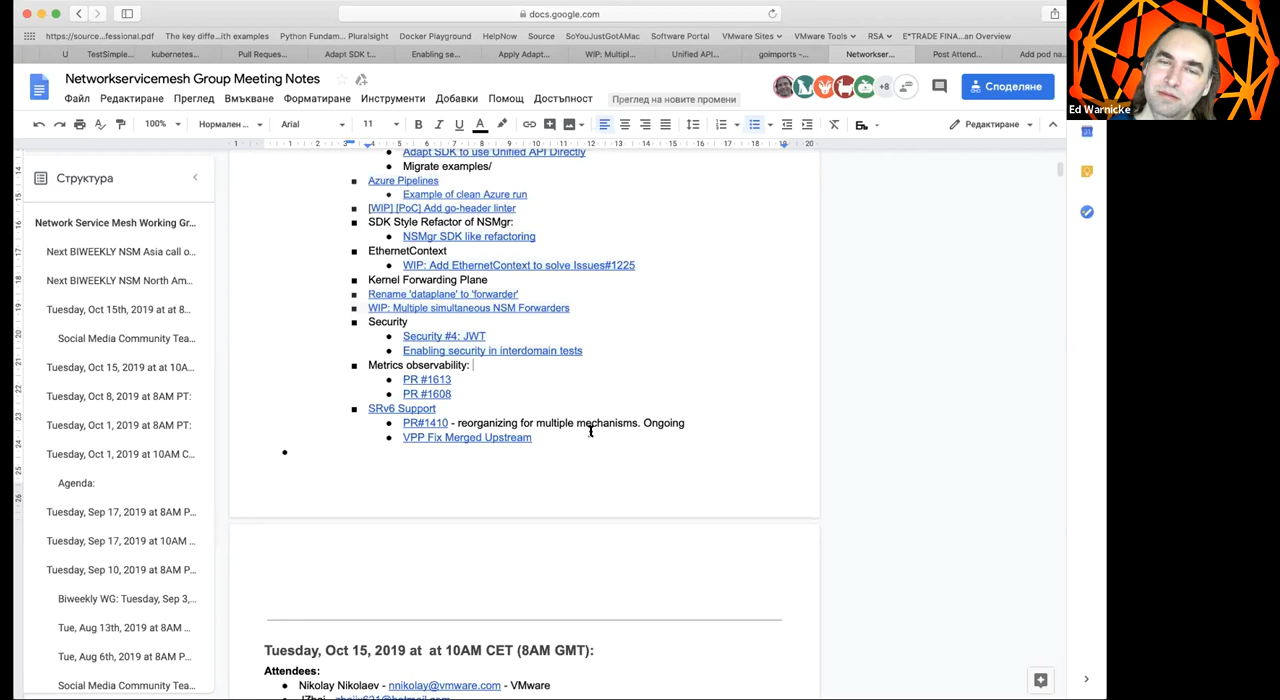 docs.google.com
https://source...fessional.pdf The key diffe...ith examples Python Fundam... Pluralsight Docker Playground HelpNow Source SoYouJustGotAMac Software Portal VMware Sites VMware Tools RSA E*TRADE FINA...an Overview
U TestSimple... kubernetes... Pull Reques... Adapt SDK t... Enabling se... Apply Adapt... WIP: Multipl... Unified API... goimports –... Networkser... Post Attend... Add pod na...
Networkservicemesh Group Meeting Notes
+8
Споделяне
Файл Редактиране Преглед Вмъкване Форматиране Инструменти Добавки Помощ Достъпност Преглед на новите промени
100% Нормален... Arial 11 Редактиране
Ed Warnicke
Структура
Network Service Mesh Working Gr...
Next BIWEEKLY NSM Asia call o...
Next BIWEEKLY NSM North Am...
Tuesday, Oct 15th, 2019 at at 8...
Social Media Community Tea...
Tuesday, Oct 15, 2019 at at 10A...
Tuesday, Oct 8, 2019 at 8AM PT:
Tuesday, Oct 1, 2019 at 8AM PT:
Tuesday, Oct 1, 2019 at 10AM C...
Agenda:
Tuesday, Sep 17, 2019 at 8AM P...
Tuesday, Sep 17, 2019 at 10AM ...
Tuesday, Sep 10, 2019 at 8AM P...
Biweekly WG: Tuesday, Sep 3,...
Tue, Aug 13th, 2019 at 8AM ...
Tue, Aug 6th, 2019 at 8AM P...
Social Media Community Tea...
Adapt SDK to use Unified API Directly
Migrate examples/
Azure Pipelines
Example of clean Azure run
[WIP] [PoC] Add go-header linter
SDK Style Refactor of NSMgr:
NSMgr SDK like refactoring
EthernetContext
WIP: Add EthernetContext to solve Issues#1225
Kernel Forwarding Plane
Rename 'dataplane' to 'forwarder'
WIP: Multiple simultaneous NSM Forwarders
Security
Security #4: JWT
Enabling security in interdomain tests
Metrics observability:
PR #1613
PR #1608
SRv6 Support
PR#1410 - reorganizing for multiple mechanisms. Ongoing
VPP Fix Merged Upstream
Tuesday, Oct 15, 2019 at at 10AM CET (8AM GMT):
Attendees:
Nikolay Nikolaev - nnikolay@vmware.com - VMware